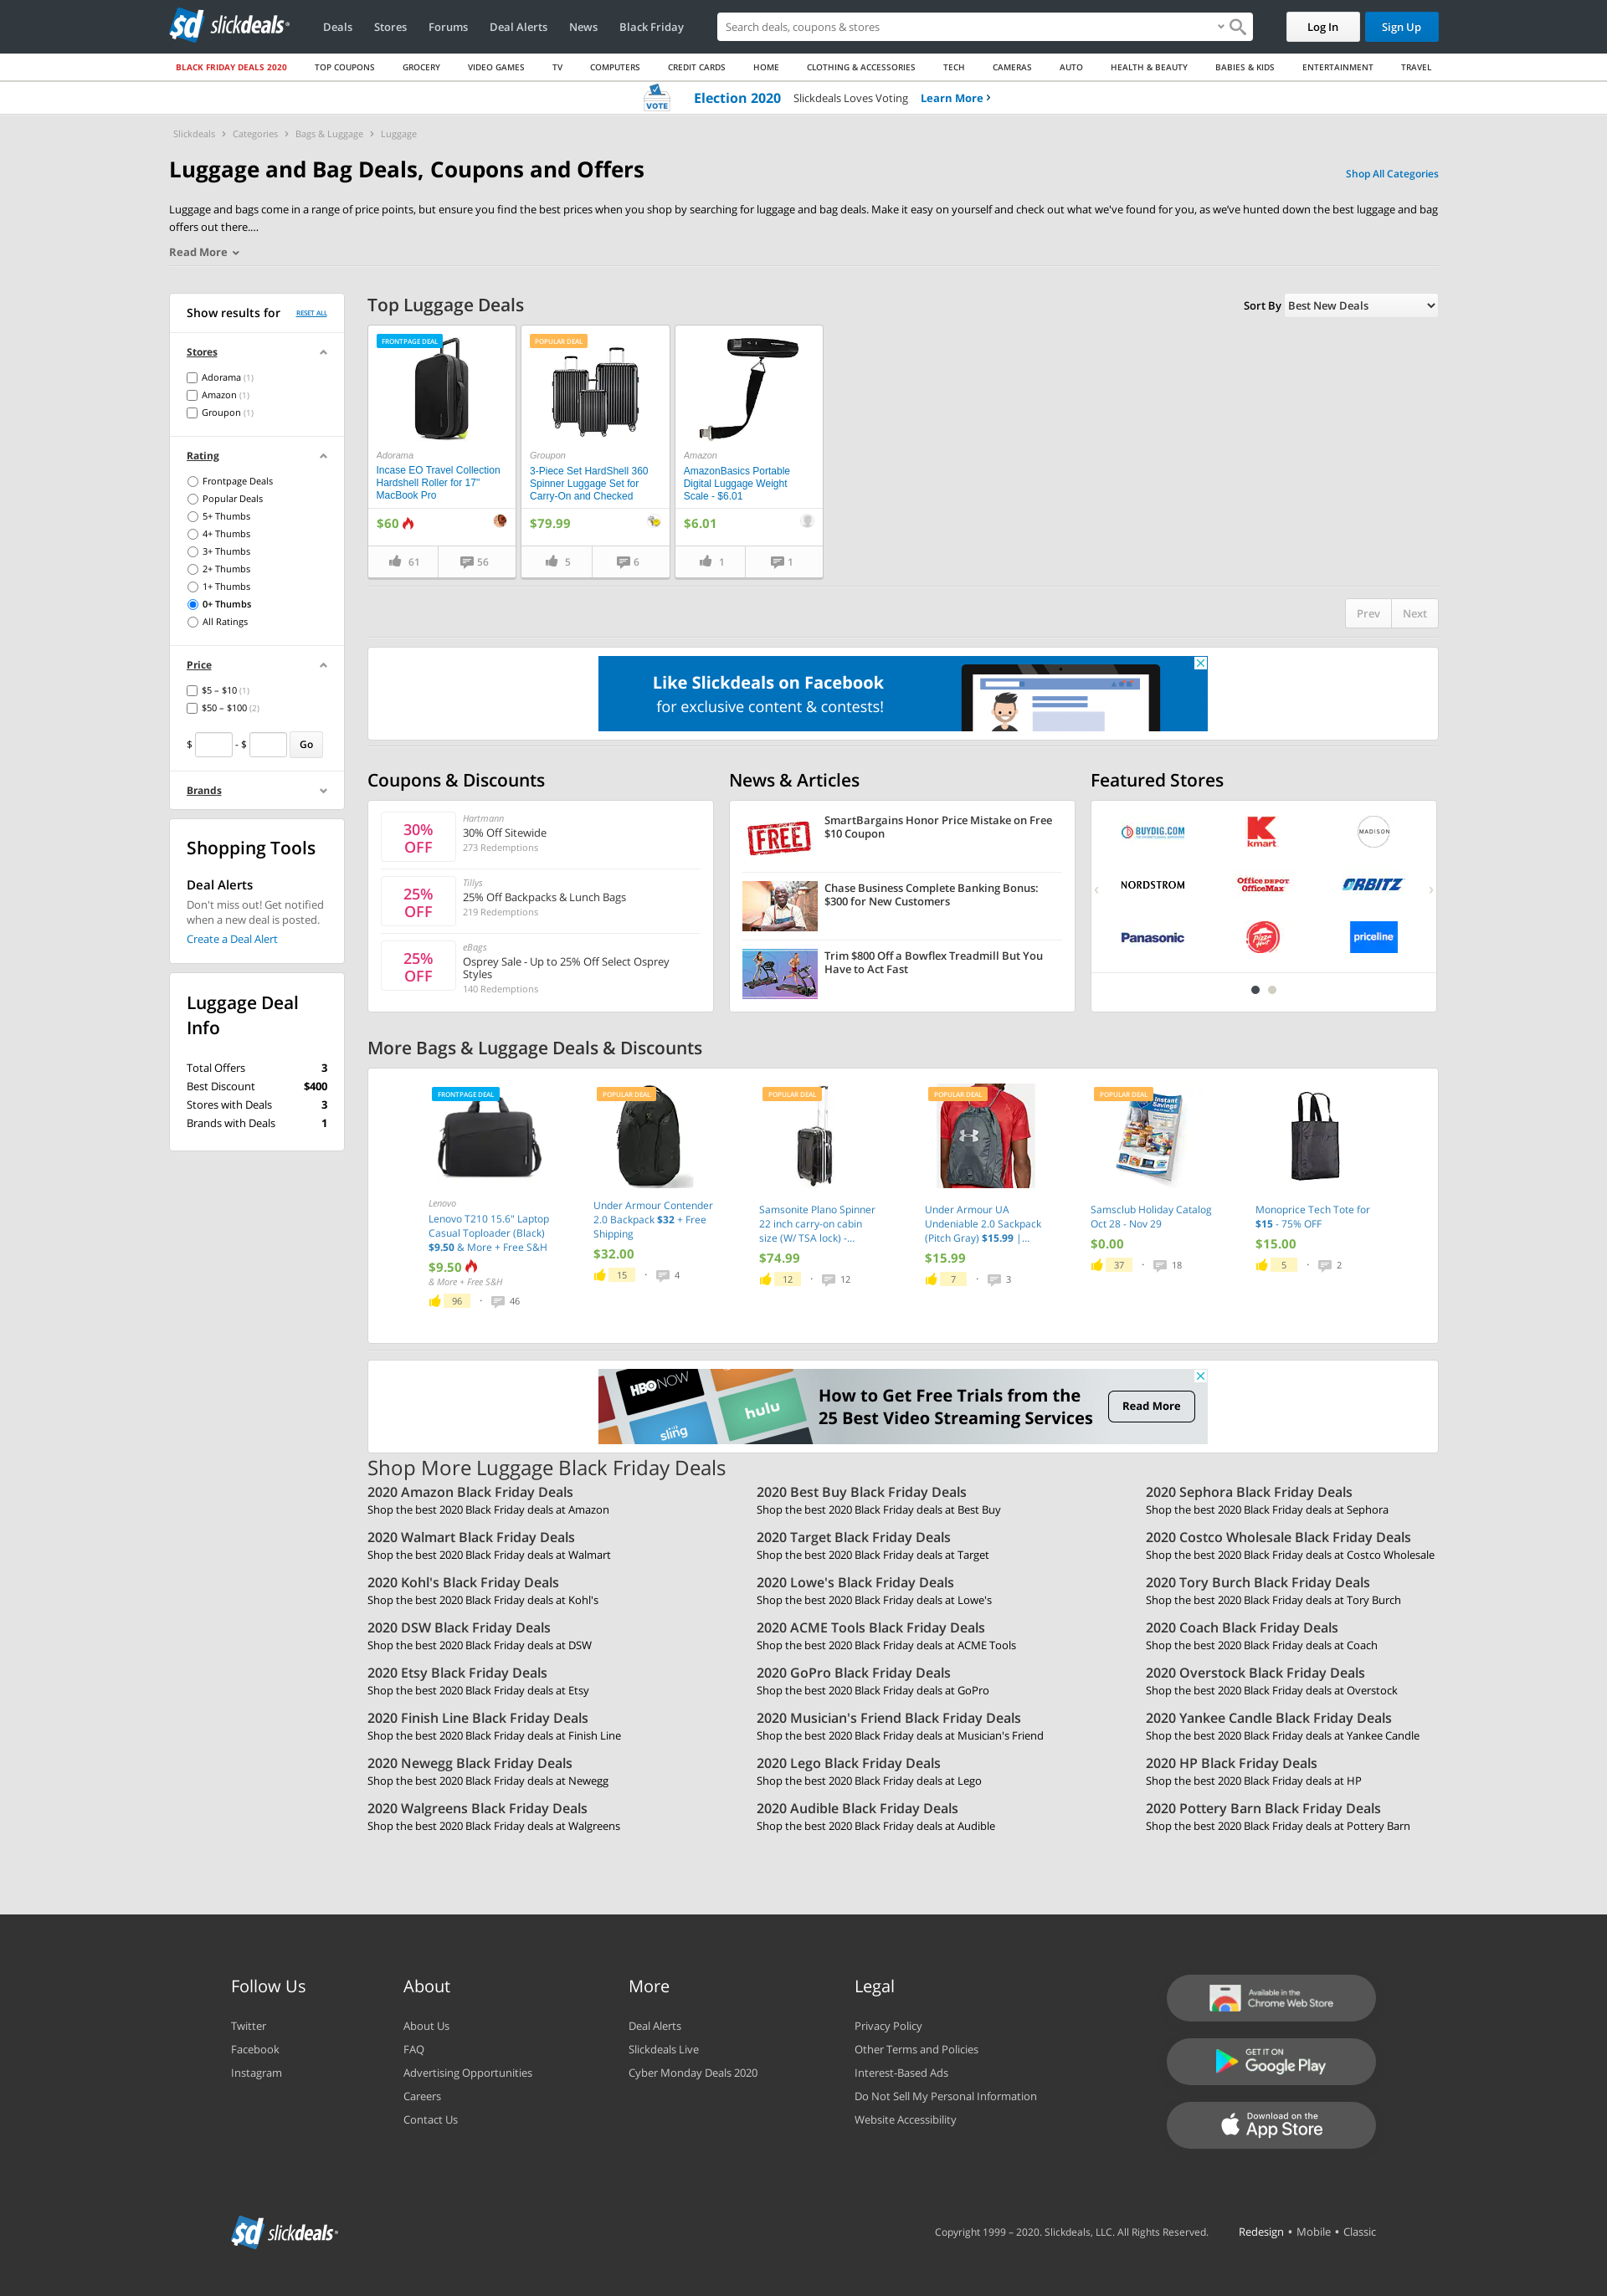 sd slickdeals
Deals Stores Forums Deal Alerts News Black Friday
Search deals, coupons & stores
Log In Sign Up
BLACK FRIDAY DEALS 2020 TOP COUPONS GROCERY VIDEO GAMES TV COMPUTERS CREDIT CARDS HOME CLOTHING & ACCESSORIES TECH CAMERAS AUTO HEALTH & BEAUTY BABIES & KIDS ENTERTAINMENT TRAVEL
VOTE Election 2020 Slickdeals Loves Voting Learn More ›
Slickdeals › Categories › Bags & Luggage › Luggage
Luggage and Bag Deals, Coupons and Offers
Shop All Categories
Luggage and bags come in a range of price points, but ensure you find the best prices when you shop by searching for luggage and bag deals. Make it easy on yourself and check out what we've found for you, as we've hunted down the best luggage and bag
offers out there....
Read More
Show results for RESET ALL
Stores
Adorama (1)
Amazon (1)
Groupon (1)
Rating
Frontpage Deals
Popular Deals
5+ Thumbs
4+ Thumbs
3+ Thumbs
2+ Thumbs
1+ Thumbs
0+ Thumbs
All Ratings
Price
$5 – $10 (1)
$50 – $100 (2)
$ - $ Go
Brands
Shopping Tools
Deal Alerts
Don't miss out! Get notified
when a new deal is posted.
Create a Deal Alert
Luggage Deal
Info
Total Offers 3
Best Discount $400
Stores with Deals 3
Brands with Deals 1
Top Luggage Deals
Sort By Best New Deals
FRONTPAGE DEAL
Adorama
Incase EO Travel Collection
Hardshell Roller for 17"
MacBook Pro
$60
61 56
POPULAR DEAL
Groupon
3-Piece Set HardShell 360
Spinner Luggage Set for
Carry-On and Checked
$79.99
5 6
Amazon
AmazonBasics Portable
Digital Luggage Weight
Scale - $6.01
$6.01
1 1
Prev Next
Like Slickdeals on Facebook
for exclusive content & contests!
Coupons & Discounts
30%
OFF
Hartmann
30% Off Sitewide
273 Redemptions
25%
OFF
Tillys
25% Off Backpacks & Lunch Bags
219 Redemptions
25%
OFF
eBags
Osprey Sale - Up to 25% Off Select Osprey
Styles
140 Redemptions
News & Articles
FREE
SmartBargains Honor Price Mistake on Free
$10 Coupon
Chase Business Complete Banking Bonus:
$300 for New Customers
Trim $800 Off a Bowflex Treadmill But You
Have to Act Fast
Featured Stores
BUYDIG.COM
kmart
MADISON
NORDSTROM
Office DEPOT
OfficeMax
ORBITZ
Panasonic
Pizza Hut
priceline
More Bags & Luggage Deals & Discounts
FRONTPAGE DEAL
Lenovo
Lenovo T210 15.6" Laptop
Casual Toploader (Black)
$9.50 & More + Free S&H
$9.50
& More + Free S&H
96 · 46
POPULAR DEAL
Under Armour Contender
2.0 Backpack $32 + Free
Shipping
$32.00
15 · 4
POPULAR DEAL
Samsonite Plano Spinner
22 inch carry-on cabin
size (W/ TSA lock) -...
$74.99
12 · 12
POPULAR DEAL
Under Armour UA
Undeniable 2.0 Sackpack
(Pitch Gray) $15.99 |...
$15.99
7 · 3
POPULAR DEAL
Instant
Savings
Samsclub Holiday Catalog
Oct 28 - Nov 29
$0.00
37 · 18
Monoprice Tech Tote for
$15 - 75% OFF
$15.00
5 · 2
HBO NOW
hulu
sling
How to Get Free Trials from the
25 Best Video Streaming Services
Read More
Shop More Luggage Black Friday Deals
2020 Amazon Black Friday Deals
Shop the best 2020 Black Friday deals at Amazon
2020 Walmart Black Friday Deals
Shop the best 2020 Black Friday deals at Walmart
2020 Kohl's Black Friday Deals
Shop the best 2020 Black Friday deals at Kohl's
2020 DSW Black Friday Deals
Shop the best 2020 Black Friday deals at DSW
2020 Etsy Black Friday Deals
Shop the best 2020 Black Friday deals at Etsy
2020 Finish Line Black Friday Deals
Shop the best 2020 Black Friday deals at Finish Line
2020 Newegg Black Friday Deals
Shop the best 2020 Black Friday deals at Newegg
2020 Walgreens Black Friday Deals
Shop the best 2020 Black Friday deals at Walgreens
2020 Best Buy Black Friday Deals
Shop the best 2020 Black Friday deals at Best Buy
2020 Target Black Friday Deals
Shop the best 2020 Black Friday deals at Target
2020 Lowe's Black Friday Deals
Shop the best 2020 Black Friday deals at Lowe's
2020 ACME Tools Black Friday Deals
Shop the best 2020 Black Friday deals at ACME Tools
2020 GoPro Black Friday Deals
Shop the best 2020 Black Friday deals at GoPro
2020 Musician's Friend Black Friday Deals
Shop the best 2020 Black Friday deals at Musician's Friend
2020 Lego Black Friday Deals
Shop the best 2020 Black Friday deals at Lego
2020 Audible Black Friday Deals
Shop the best 2020 Black Friday deals at Audible
2020 Sephora Black Friday Deals
Shop the best 2020 Black Friday deals at Sephora
2020 Costco Wholesale Black Friday Deals
Shop the best 2020 Black Friday deals at Costco Wholesale
2020 Tory Burch Black Friday Deals
Shop the best 2020 Black Friday deals at Tory Burch
2020 Coach Black Friday Deals
Shop the best 2020 Black Friday deals at Coach
2020 Overstock Black Friday Deals
Shop the best 2020 Black Friday deals at Overstock
2020 Yankee Candle Black Friday Deals
Shop the best 2020 Black Friday deals at Yankee Candle
2020 HP Black Friday Deals
Shop the best 2020 Black Friday deals at HP
2020 Pottery Barn Black Friday Deals
Shop the best 2020 Black Friday deals at Pottery Barn
Follow Us
Twitter
Facebook
Instagram
About
About Us
FAQ
Advertising Opportunities
Careers
Contact Us
More
Deal Alerts
Slickdeals Live
Cyber Monday Deals 2020
Legal
Privacy Policy
Other Terms and Policies
Interest-Based Ads
Do Not Sell My Personal Information
Website Accessibility
Available in the
Chrome Web Store
GET IT ON
Google Play
Download on the
App Store
sd slickdeals
Copyright 1999 – 2020. Slickdeals, LLC. All Rights Reserved.
Redesign • Mobile • Classic